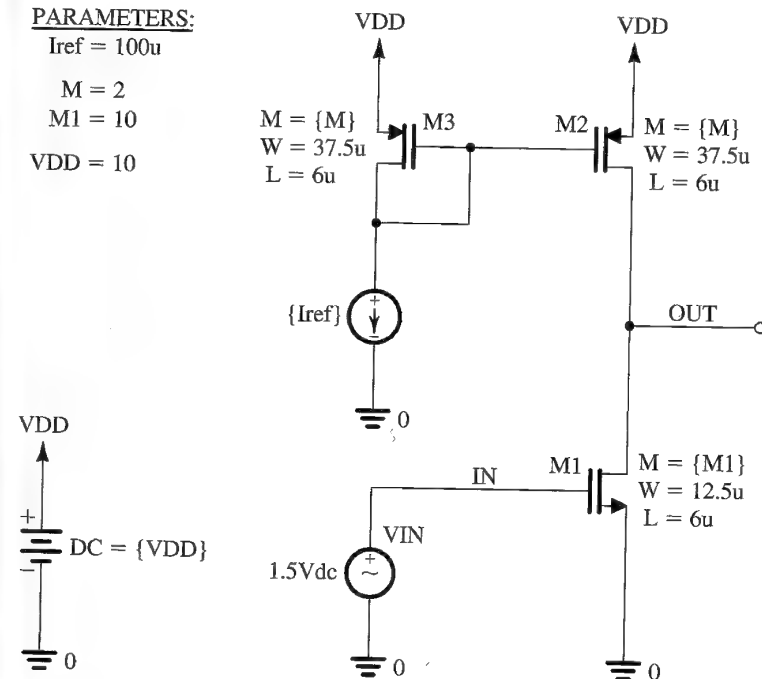 PARAMETERS:
Iref = 100u
M = 2
M1 = 10
VDD = 10
VDD
VDD
M = {M}
W = 37.5u
L = 6u
M3
M2
M = {M}
W = 37.5u
L = 6u
{Iref}
+
-
0
OUT
VDD
+
-
DC = {VDD}
0
IN
M1
M = {M1}
W = 12.5u
L = 6u
VIN
1.5Vdc
+
~
0
0